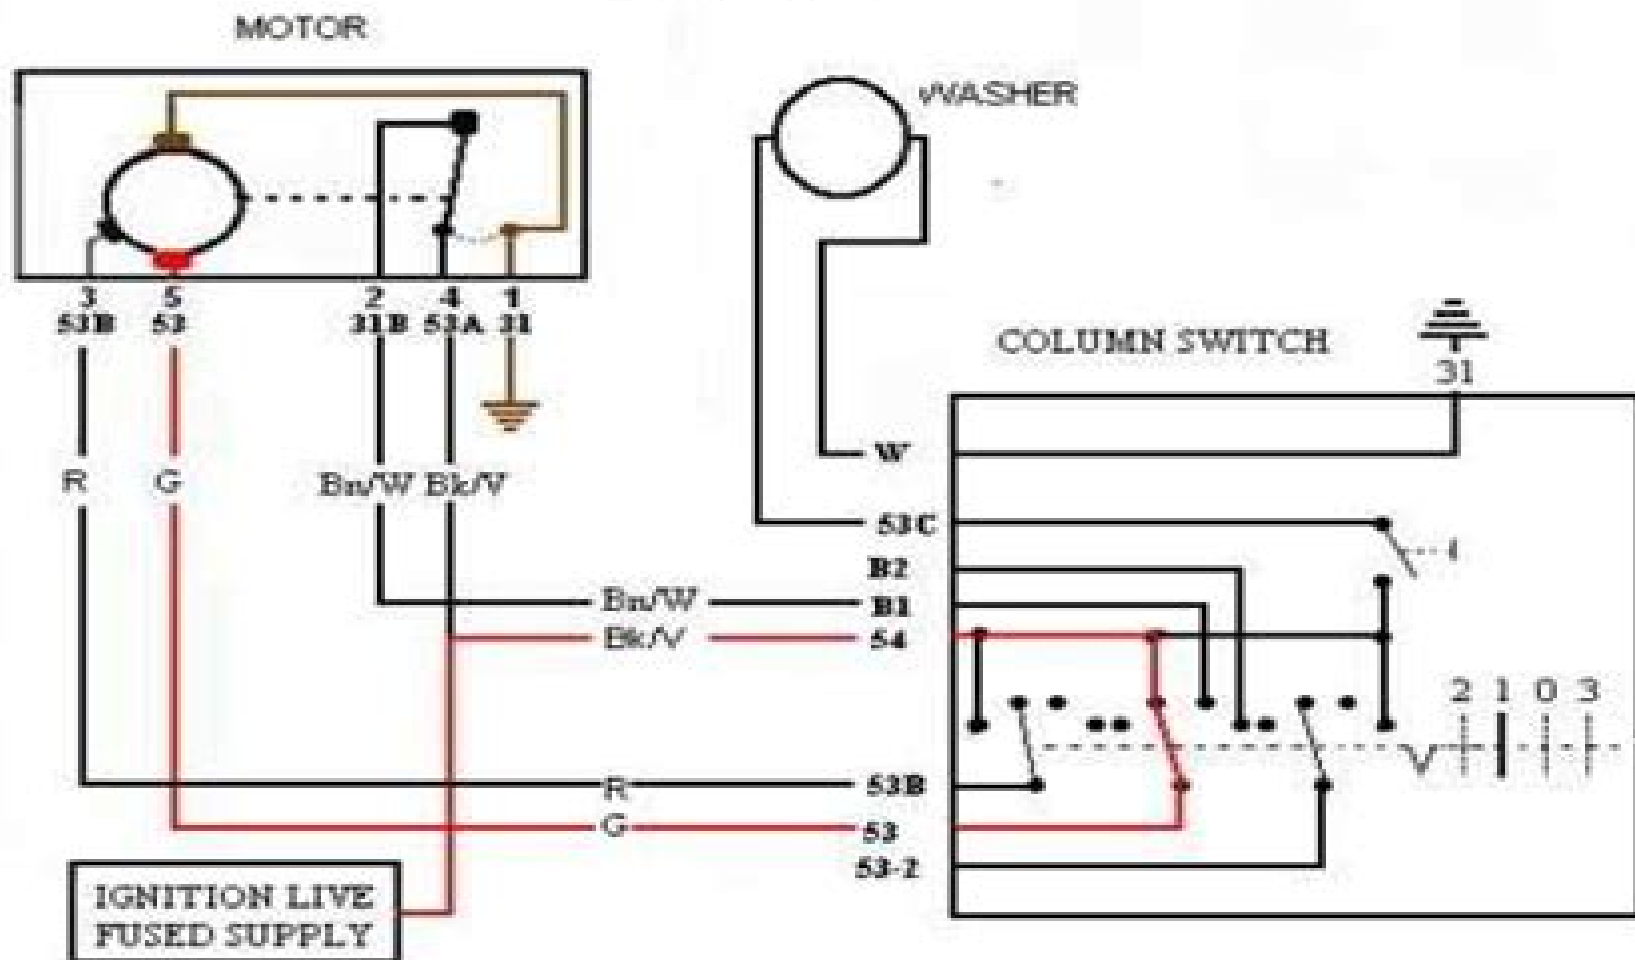 MOTOR
WASHER
3 5 2 4 1
53B 53 31B 53A 31
COLUMN SWITCH
31
W
R G Bn/W Bk/V
53C
B2
Bn/W B1
Bk/V 54
2 1 0 3
R 53B
G 53
53-2
IGNITION LIVE
FUSED SUPPLY